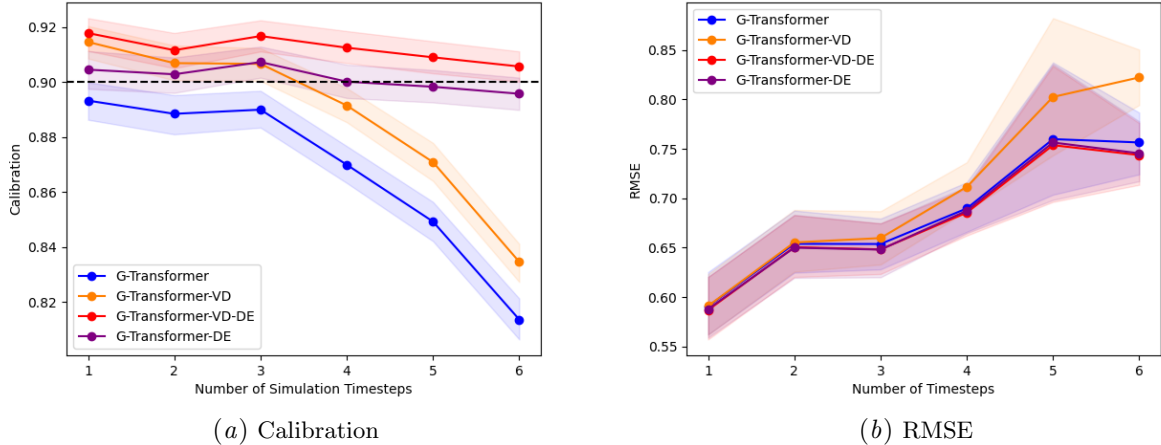 0.92
0.90
0.88
0.86
0.84
0.82
Calibration
G-Transformer
G-Transformer-VD
G-Transformer-VD-DE
G-Transformer-DE
1 2 3 4 5 6
Number of Simulation Timesteps
(a) Calibration
G-Transformer
G-Transformer-VD
G-Transformer-VD-DE
G-Transformer-DE
0.85
0.80
0.75
0.70
0.65
0.60
0.55
RMSE
1 2 3 4 5 6
Number of Timesteps
(b) RMSE